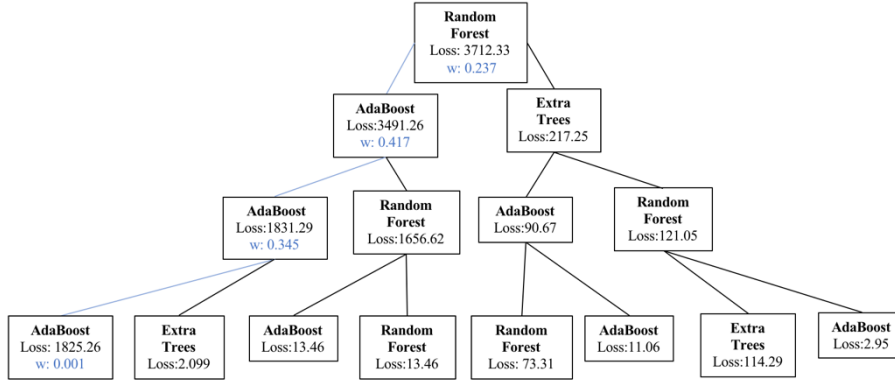 Random
Forest
Loss: 3712.33
w: 0.237
AdaBoost
Loss:3491.26
w: 0.417
Extra
Trees
Loss:217.25
AdaBoost
Loss:1831.29
w: 0.345
Random
Forest
Loss:1656.62
AdaBoost
Loss:90.67
Random
Forest
Loss:121.05
AdaBoost
Loss: 1825.26
w: 0.001
Extra
Trees
Loss:2.099
AdaBoost
Loss:13.46
Random
Forest
Loss:13.46
Random
Forest
Loss: 73.31
AdaBoost
Loss:11.06
Extra
Trees
Loss:114.29
AdaBoost
Loss:2.95